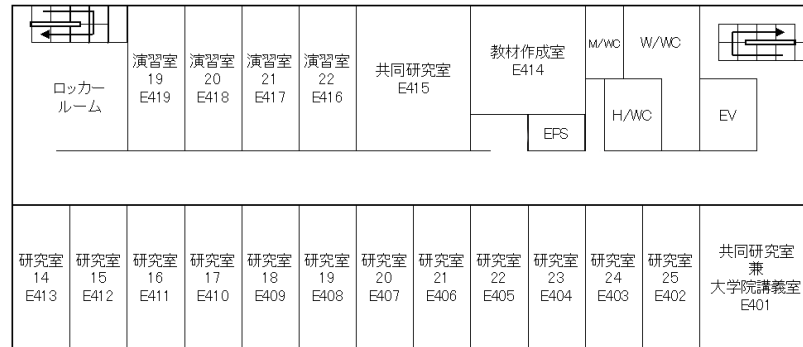 ロッカー
ルーム
演習室
19
E419
演習室
20
E418
演習室
21
E417
演習室
22
E416
共同研究室
E415
教材作成室
E414
EPS
M/WC
W/WC
H/WC
EV
研究室
14
E413
研究室
15
E412
研究室
16
E411
研究室
17
E410
研究室
18
E409
研究室
19
E408
研究室
20
E407
研究室
21
E406
研究室
22
E405
研究室
23
E404
研究室
24
E403
研究室
25
E402
共同研究室
兼
大学院講義室
E401